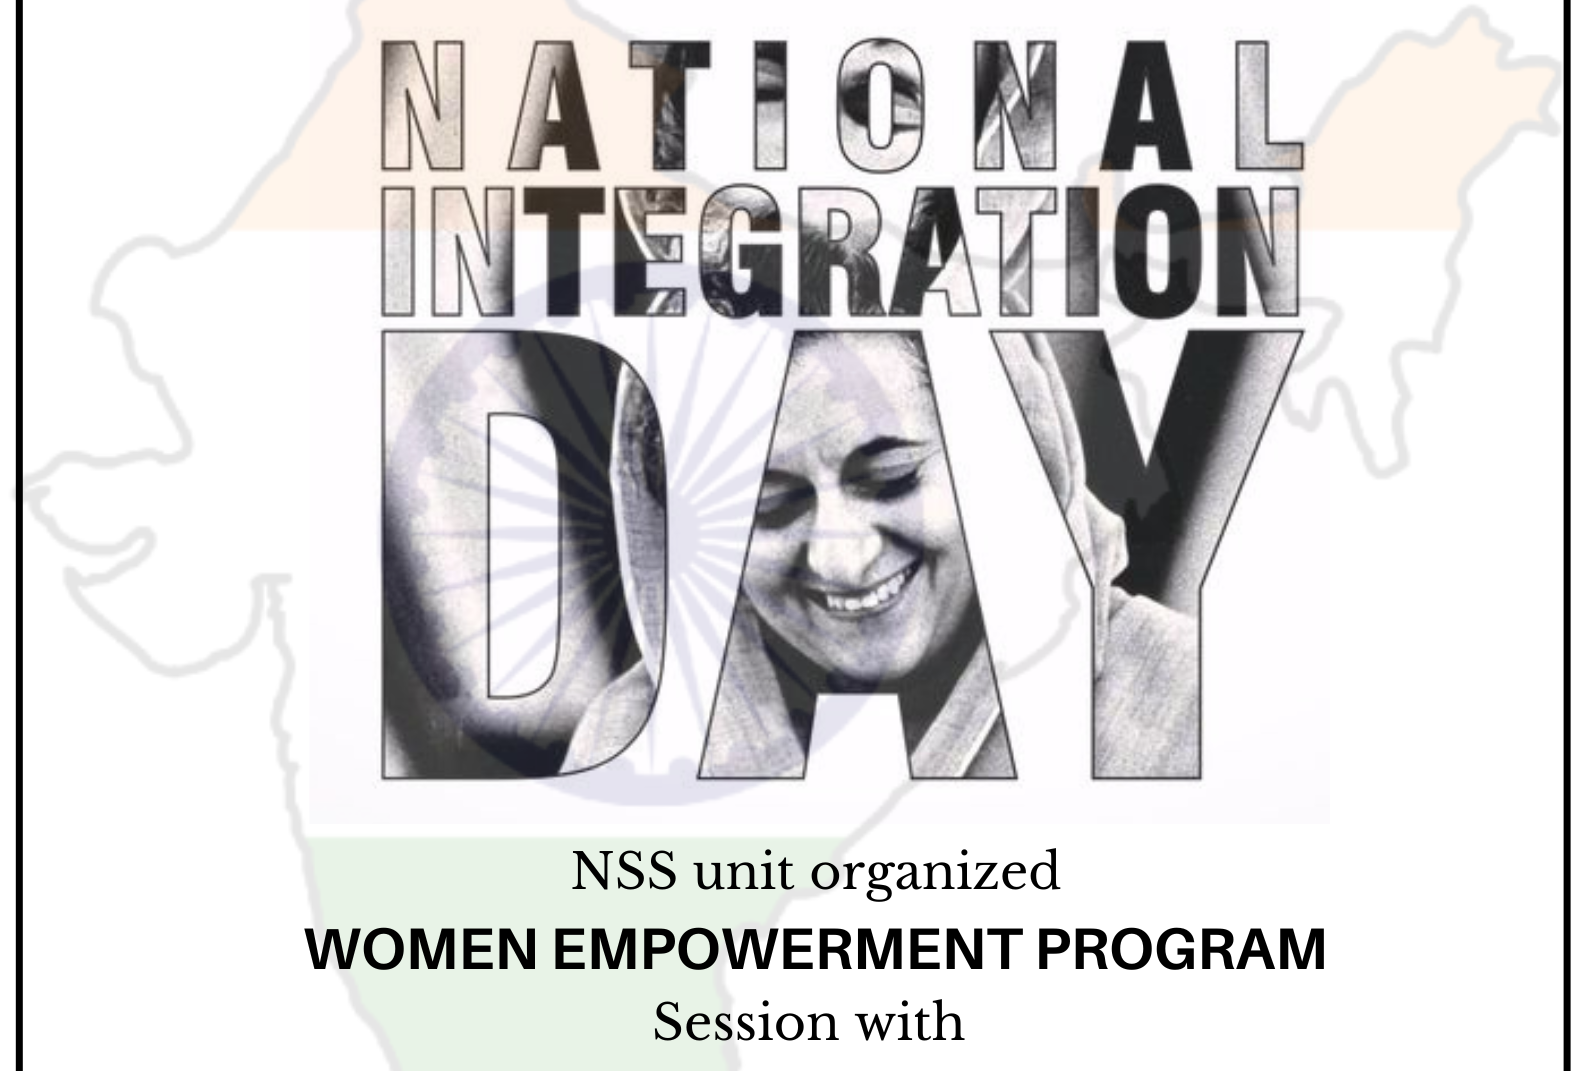 NATIONAL
INTEGRATION
DAY
NSS unit organized
WOMEN EMPOWERMENT PROGRAM
Session with